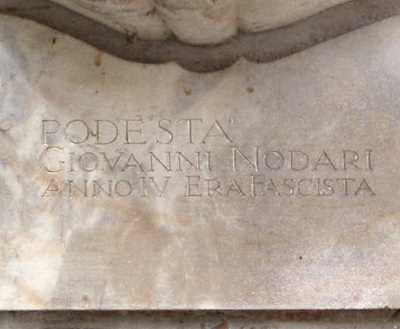 PODESTA'
GIOVANNI NODARI
ANNO IV ERA FASCISTA